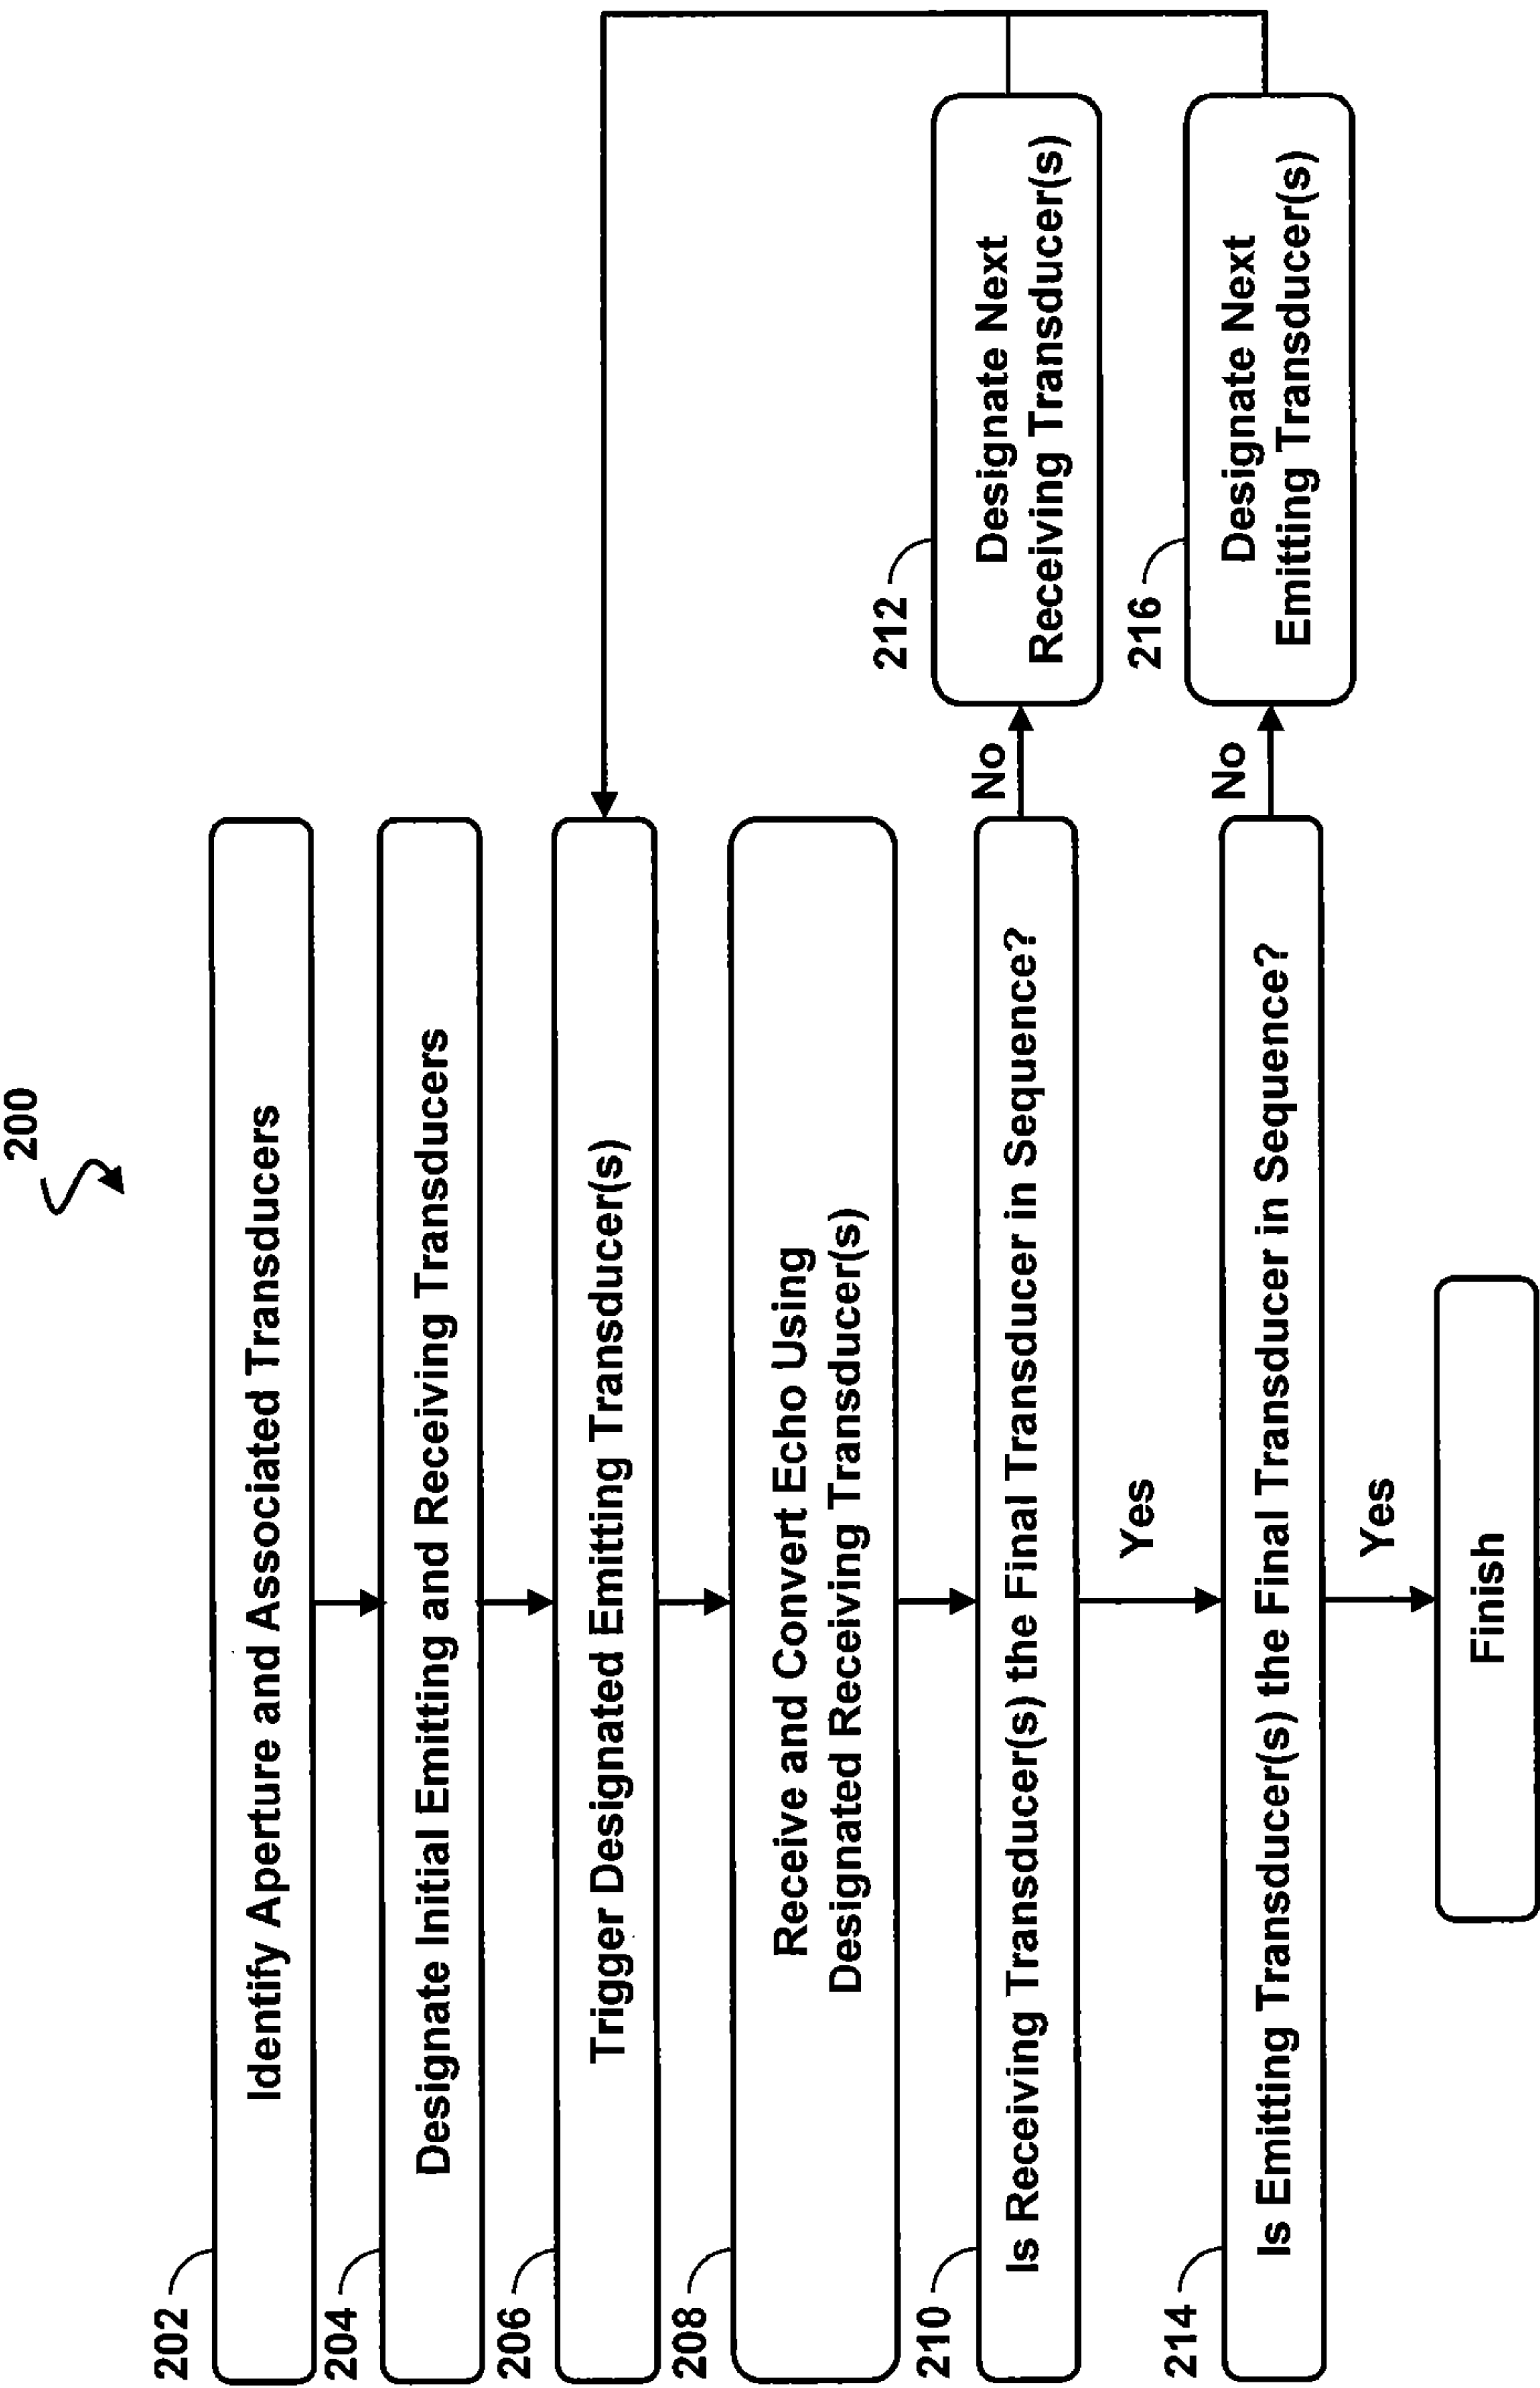 200
202
Identify Aperture and Associated Transducers
204
Designate Initial Emitting and Receiving Transducers
206
Trigger Designated Emitting Transducer(s)
208
Receive and Convert Echo Using
Designated Receiving Transducer(s)
210
Is Receiving Transducer(s) the Final Transducer in Sequence?
No
212
Designate Next
Receiving Transducer(s)
Yes
214
Is Emitting Transducer(s) the Final Transducer in Sequence?
No
216
Designate Next
Emitting Transducer(s)
Yes
Finish